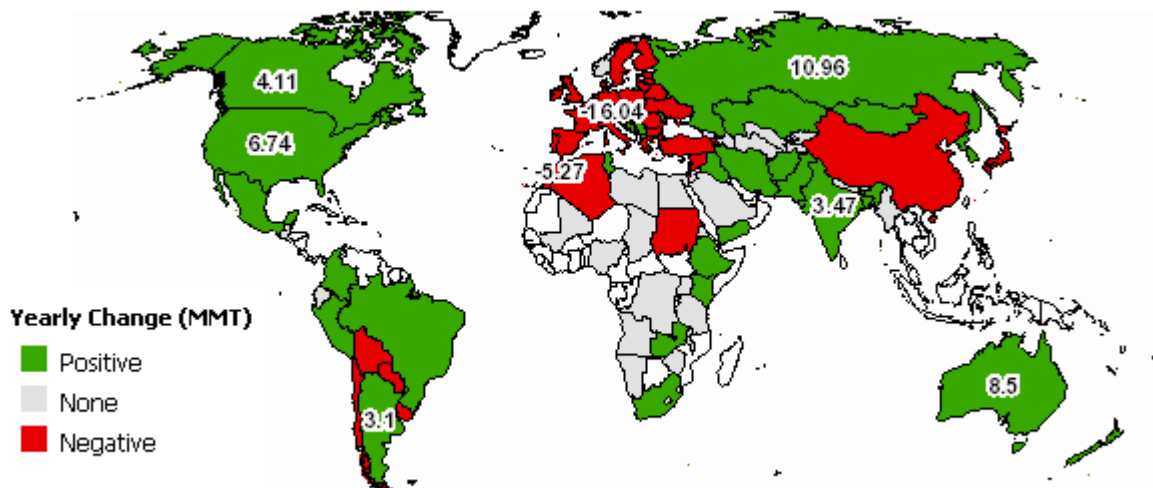 4.11
10.96
-16.04
6.74
-5.27
3.47
Yearly Change (MMT)
Positive
None
Negative
3.1
8.5